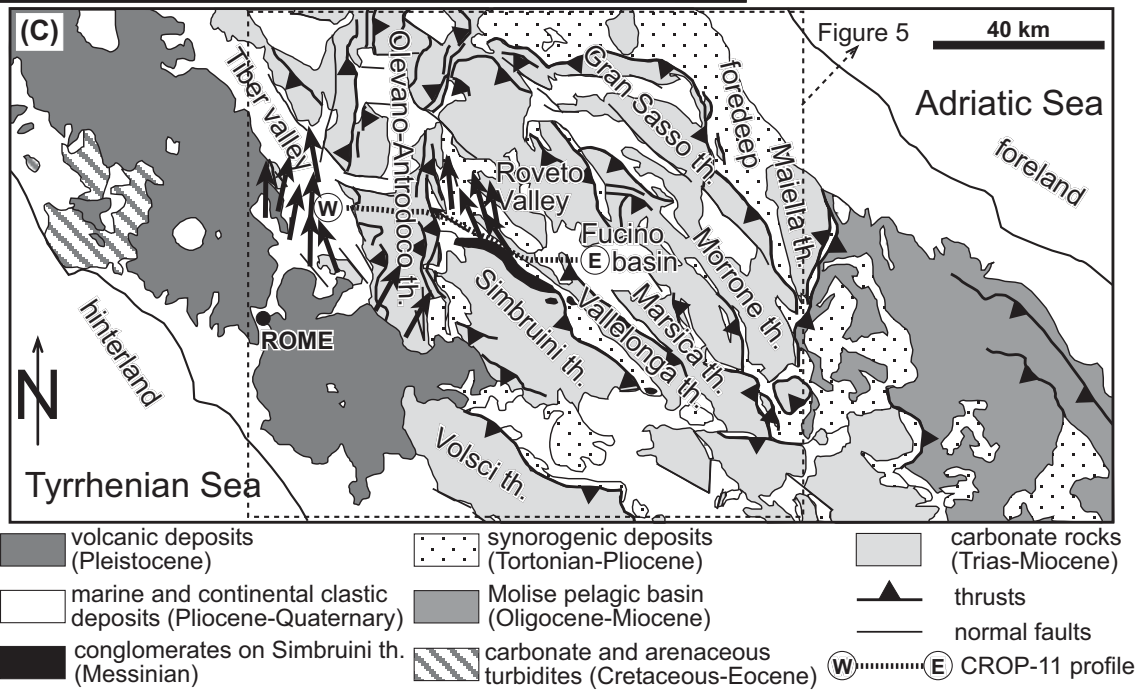 (C)
Figure 5
40 km
Adriatic Sea
foreland
foredeep
Tiber valley
Olevano-Antrodoco th.
Gran Sasso th.
Maiella th.
Roveto
Valley
W
Fucino
E basin
Morrone th.
Simbruini th.
Vallelonga th.
Marsica th.
ROME
hinterland
N
Volsci th.
Tyrrhenian Sea
volcanic deposits
(Pleistocene)
marine and continental clastic
deposits (Pliocene-Quaternary)
conglomerates on Simbruini th.
(Messinian)
synorogenic deposits
(Tortonian-Pliocene)
Molise pelagic basin
(Oligocene-Miocene)
carbonate and arenaceous
turbidites (Cretaceous-Eocene)
carbonate rocks
(Trias-Miocene)
thrusts
normal faults
W E CROP-11 profile